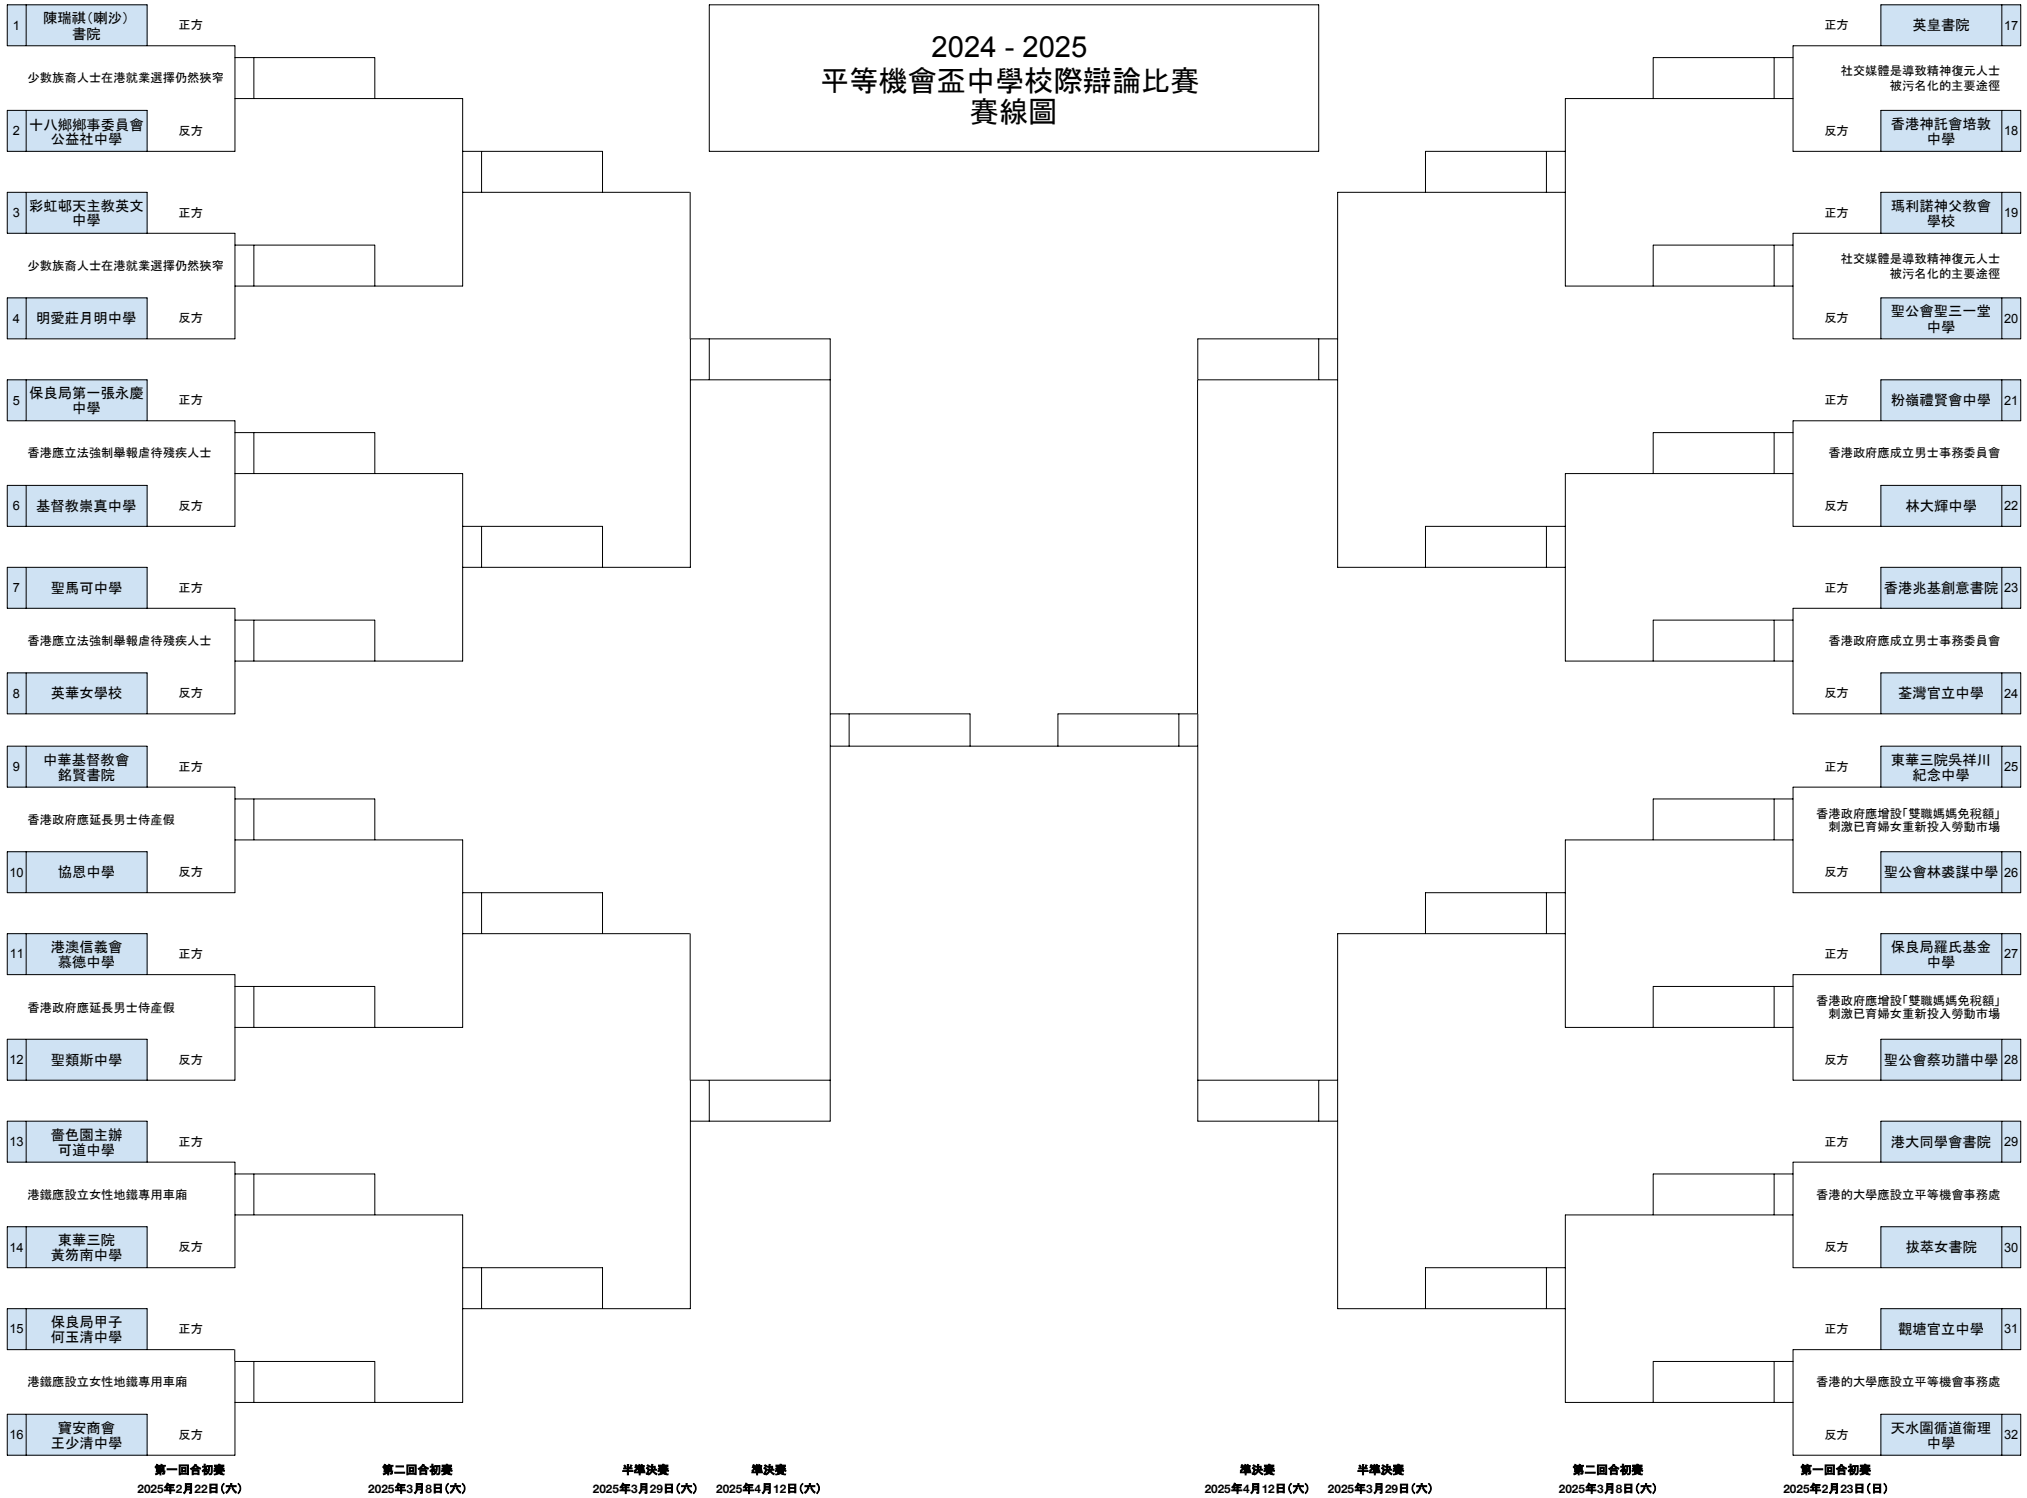 2024 - 2025
平等機會盃中學校際辯論比賽
賽線圖
1
陳瑞祺（喇沙）
書院
正方
少數族裔人士在港就業選擇仍然狹窄
2
十八鄉鄉事委員會
公益社中學
反方
3
彩虹邨天主教英文
中學
正方
少數族裔人士在港就業選擇仍然狹窄
4
明愛莊月明中學
反方
5
保良局第一張永慶
中學
正方
香港應立法強制舉報虐待殘疾人士
6
基督教崇真中學
反方
7
聖馬可中學
正方
香港應立法強制舉報虐待殘疾人士
8
英華女學校
反方
9
中華基督教會
銘賢書院
正方
香港政府應延長男士侍產假
10
協恩中學
反方
11
港澳信義會
慕德中學
正方
香港政府應延長男士侍產假
12
聖類斯中學
反方
13
嗇色園主辦
可道中學
正方
港鐵應設立女性地鐵專用車廂
14
東華三院
黃笏南中學
反方
15
保良局甲子
何玉清中學
正方
港鐵應設立女性地鐵專用車廂
16
寶安商會
王少清中學
反方
正方
英皇書院
17
社交媒體是導致精神復元人士
被污名化的主要途徑
反方
香港神託會培敦
中學
18
正方
瑪利諾神父教會
學校
19
社交媒體是導致精神復元人士
被污名化的主要途徑
反方
聖公會聖三一堂
中學
20
正方
粉嶺禮賢會中學
21
香港政府應成立男士事務委員會
反方
林大輝中學
22
正方
香港兆基創意書院
23
香港政府應成立男士事務委員會
反方
荃灣官立中學
24
正方
東華三院吳祥川
紀念中學
25
香港政府應增設「雙職媽媽免稅額」
刺激已育婦女重新投入勞動市場
反方
聖公會林裘謀中學
26
正方
保良局羅氏基金
中學
27
香港政府應增設「雙職媽媽免稅額」
刺激已育婦女重新投入勞動市場
反方
聖公會蔡功譜中學
28
正方
港大同學會書院
29
香港的大學應設立平等機會事務處
反方
拔萃女書院
30
正方
觀塘官立中學
31
香港的大學應設立平等機會事務處
反方
天水圍循道衞理
中學
32
第一回合初賽
2025年2月22日（六）
第二回合初賽
2025年3月8日（六）
半準決賽
2025年3月29日（六）
準決賽
2025年4月12日（六）
準決賽
2025年4月12日（六）
半準決賽
2025年3月29日（六）
第二回合初賽
2025年3月8日（六）
第一回合初賽
2025年2月23日（日）